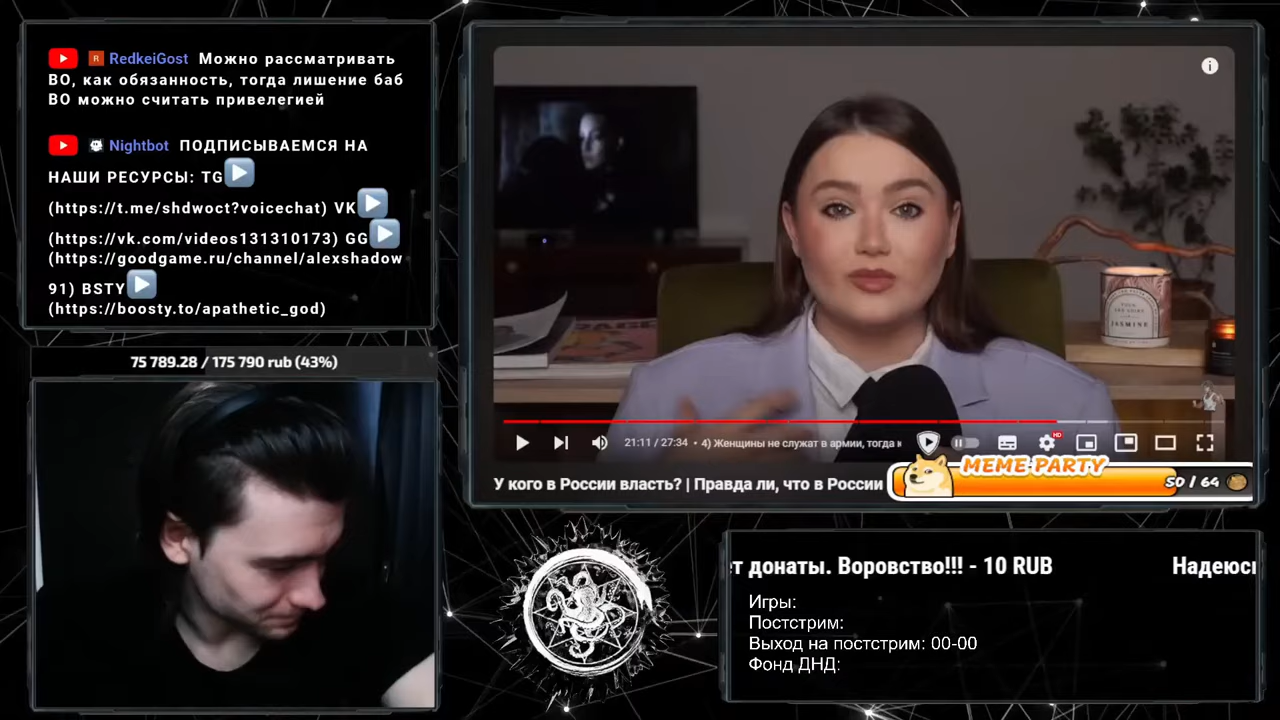 RedkeiGost Можно рассматривать
ВО, как обязанность, тогда лишение баб
ВО можно считать привелегией
Nightbot ПОДПИСЫВАЕМСЯ НА
НАШИ РЕСУРСЫ: TG
(https://t.me/shdwoct?voicechat) VK
(https://vk.com/videos131310173) GG
(https://goodgame.ru/channel/alexshadow
91) BSTY
(https://boosty.to/apathetic_god)
75 789.28 / 175 790 rub (43%)
JASMINE
21:11 / 27:34 • 4) Женщины не служат в армии, тогда к
HD
MEME PARTY
50 / 64
У кого в России власть? | Правда ли, что в России
т донаты. Воровство!!! - 10 RUB Надеюс
Игры:
Постстрим:
Выход на постстрим: 00-00
Фонд ДНД: